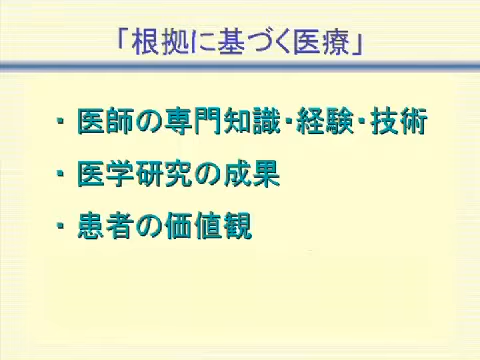 「根拠に基づく医療」
・医師の専門知識・経験・技術
・医学研究の成果
・患者の価値観